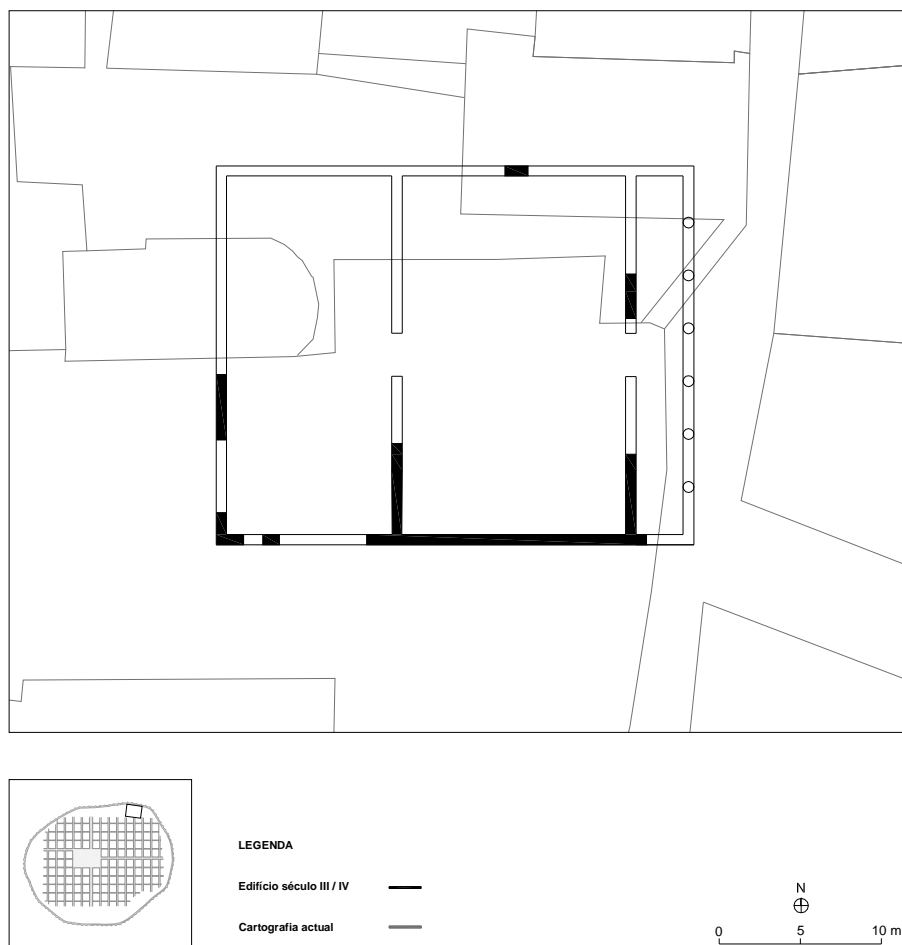 LEGENDA
Edifício século III / IV
Cartografia actual
N
0 5 10 m